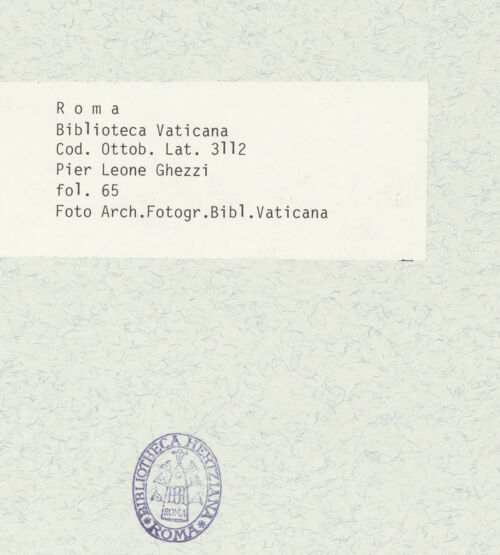 R o m a
Biblioteca Vaticana
Cod. Ottob. Lat. 3112
Pier Leone Ghezzi
fol. 65
Foto Arch.Fotogr.Bibl.Vaticana
BIBLIOTHECA HERTZIANA
ROMA
* ROMA *